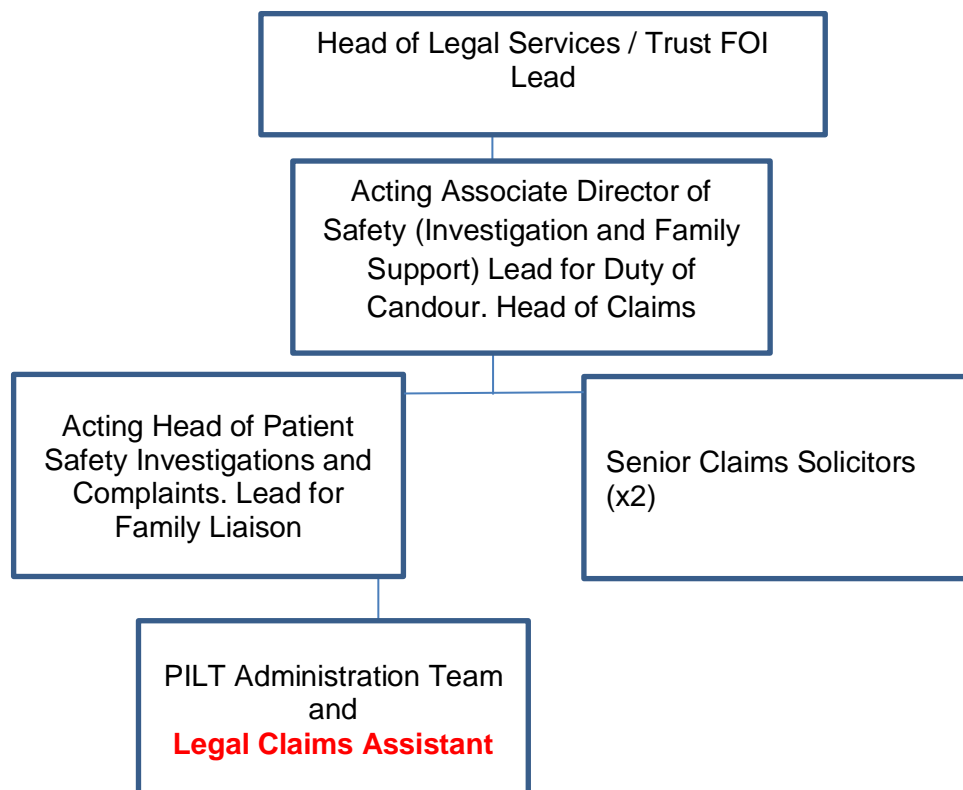 Head of Legal Services / Trust FOI
Lead
Acting Associate Director of
Safety (Investigation and Family
Support) Lead for Duty of
Candour. Head of Claims
Acting Head of Patient
Safety Investigations and
Complaints. Lead for
Family Liaison
Senior Claims Solicitors
(x2)
PILT Administration Team
and
Legal Claims Assistant